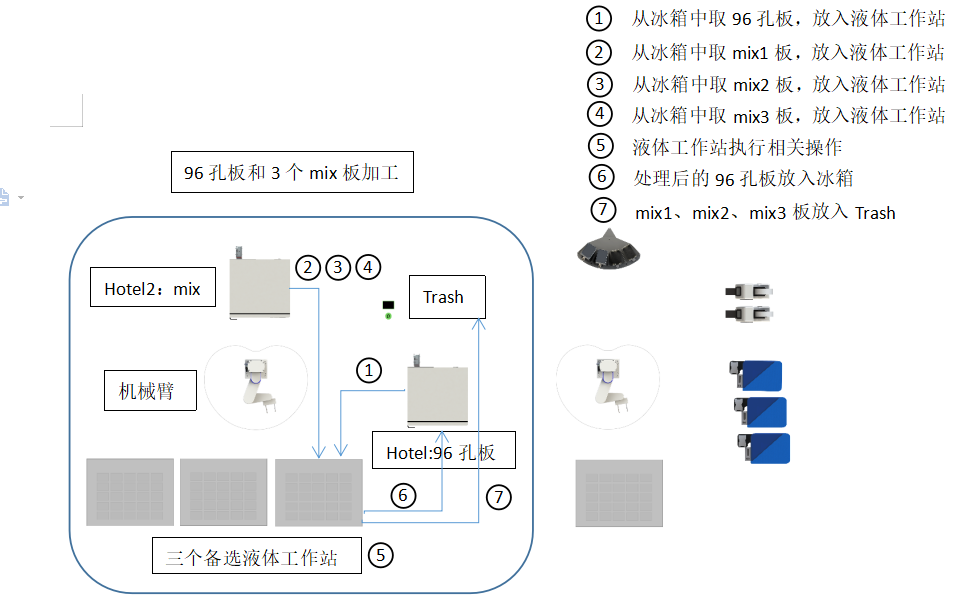 ① 从冰箱中取 96 孔板，放入液体工作站
② 从冰箱中取 mix1 板，放入液体工作站
③ 从冰箱中取 mix2 板，放入液体工作站
④ 从冰箱中取 mix3 板，放入液体工作站
⑤ 液体工作站执行相关操作
⑥ 处理后的 96 孔板放入冰箱
⑦ mix1、mix2、mix3 板放入 Trash
96 孔板和 3 个 mix 板加工
Hotel2：mix
② ③ ④
Trash
机械臂
①
Hotel:96 孔板
⑥
⑦
三个备选液体工作站
⑤